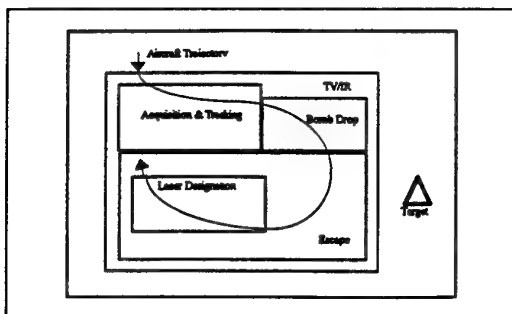 Aircraft Trajectory
TV/IR
Acquisition & Tracking
Bomb Drop
Laser Designation
Target
Escape